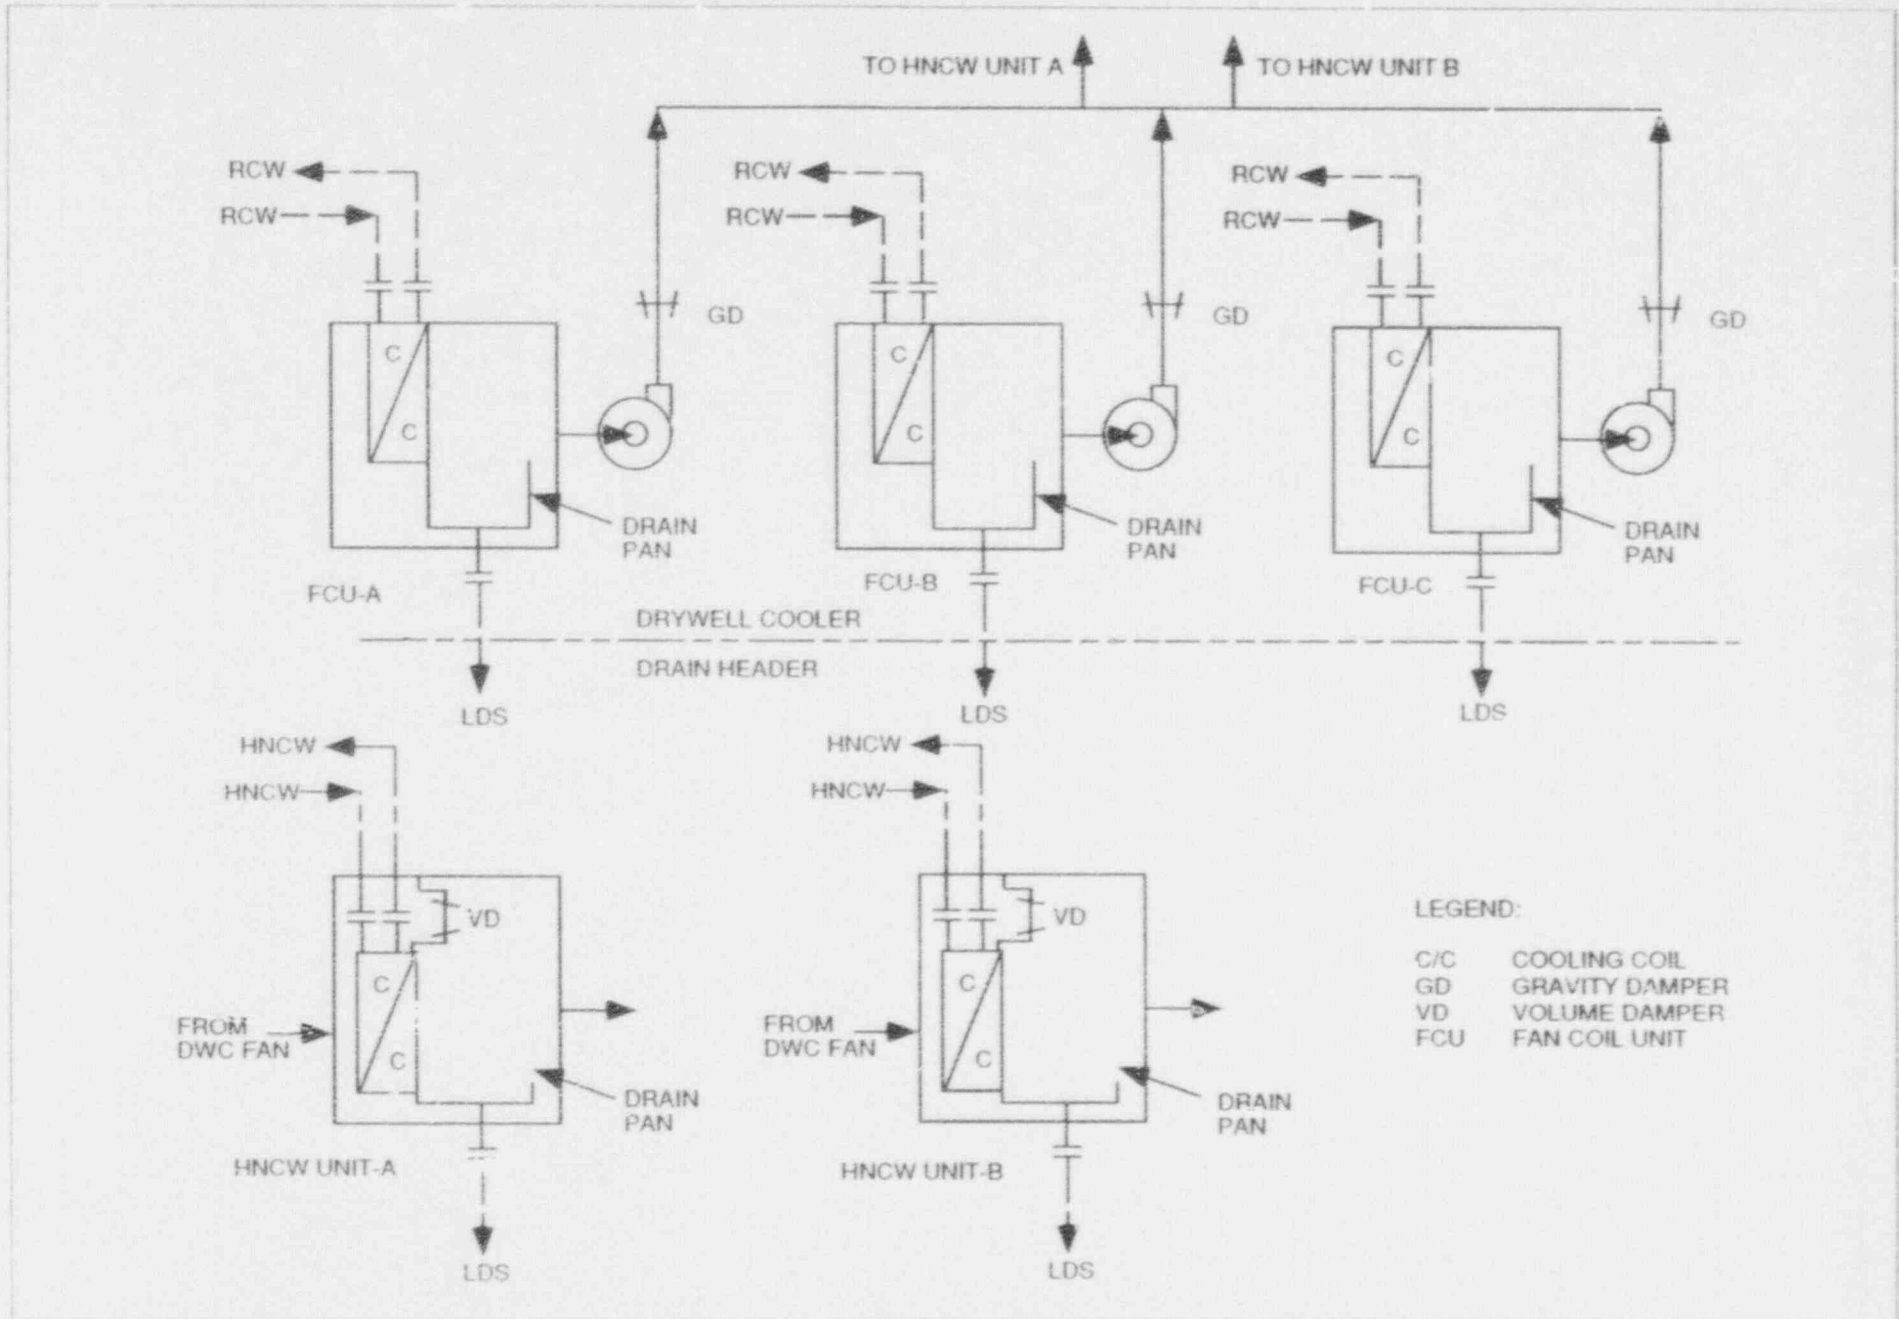 TO HNCW UNIT A
TO HNCW UNIT B
RCW
RCW
RCW
RCW
RCW
RCW
GD
GD
GD
C
C
C
C
C
C
DRAIN
PAN
DRAIN
PAN
DRAIN
PAN
FCU-A
FCU-B
FCU-C
DRYWELL COOLER
DRAIN HEADER
LDS
LDS
LDS
HNCW
HNCW
HNCW
HNCW
VD
VD
C
C
C
C
FROM
DWC FAN
FROM
DWC FAN
DRAIN
PAN
DRAIN
PAN
HNCW UNIT-A
HNCW UNIT-B
LDS
LDS
LEGEND:
C/C COOLING COIL
GD GRAVITY DAMPER
VD VOLUME DAMPER
FCU FAN COIL UNIT